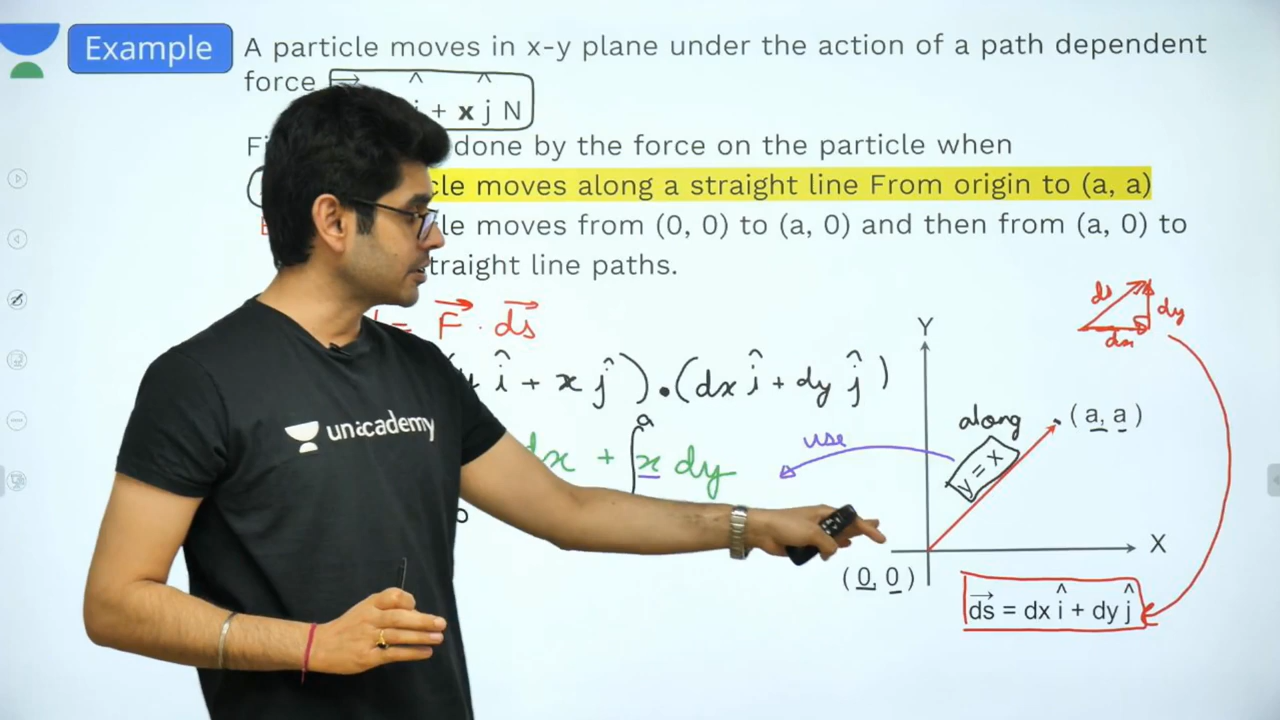 Example
A particle moves in x-y plane under the action of a path dependent
force
+ x ĵ N
done by the force on the particle when
moves along a straight line From origin to (a, a)
moves from (0, 0) to (a, 0) and then from (a, 0) to
straight line paths.
= F⃗ · ds⃗
î + x ĵ ) . (dx î + dy ĵ )
dx + ∫ x dy
a
unacademy
use
along
y = x
Y
X
(a, a)
(0, 0)
ds
dy
dx
ds⃗ = dx î + dy ĵ